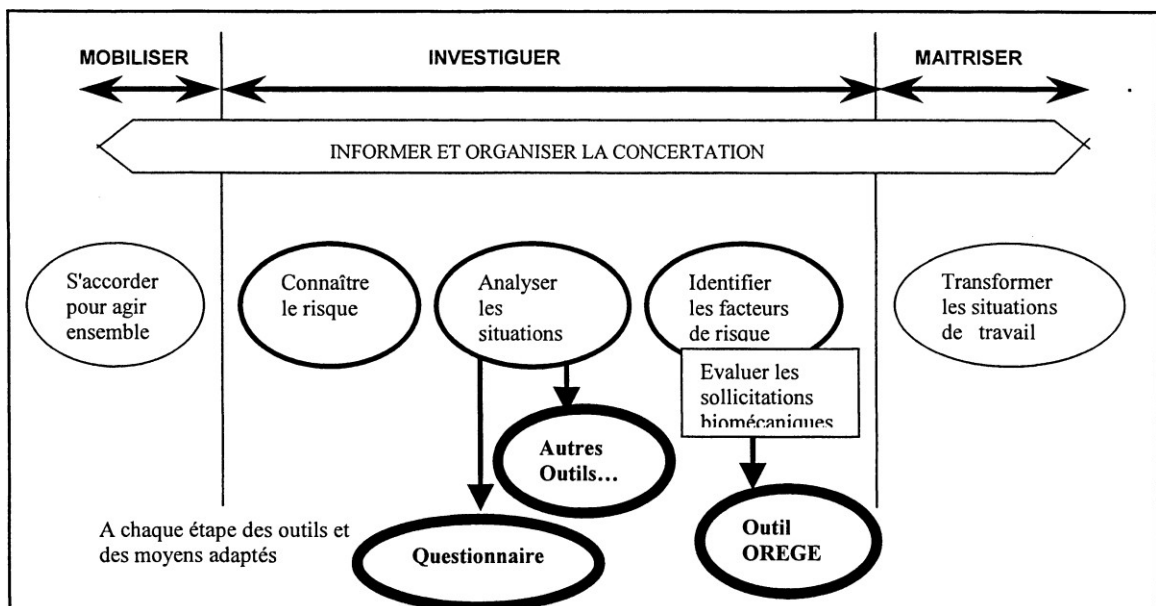 MOBILISER
INVESTIGUER
MAITRISER
INFORMER ET ORGANISER LA CONCERTATION
S'accorder
pour agir
ensemble
Connaître
le risque
Analyser
les
situations
Identifier
les facteurs
de risque
Transformer
les situations
de travail
Evaluer les
sollicitations
biomécaniques
Autres
Outils...
A chaque étape des outils et
des moyens adaptés
Questionnaire
Outil
OREGE